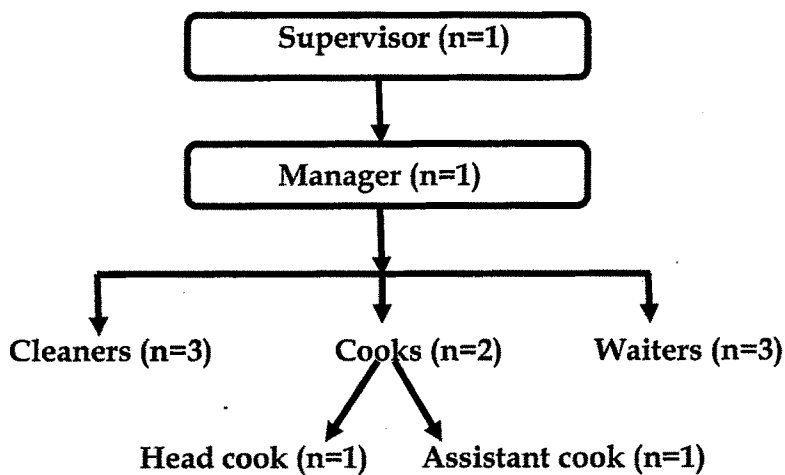 Supervisor (n=1)
Manager (n=1)
Cleaners (n=3) Cooks (n=2) Waiters (n=3)
Head cook (n=1) Assistant cook (n=1)